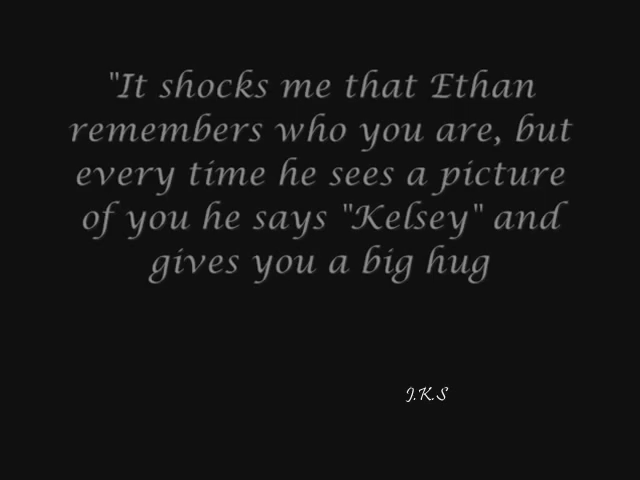 "It shocks me that Ethan
remembers who you are, but
every time he sees a picture
of you he says "Kelsey" and
gives you a big hug
J.K.S